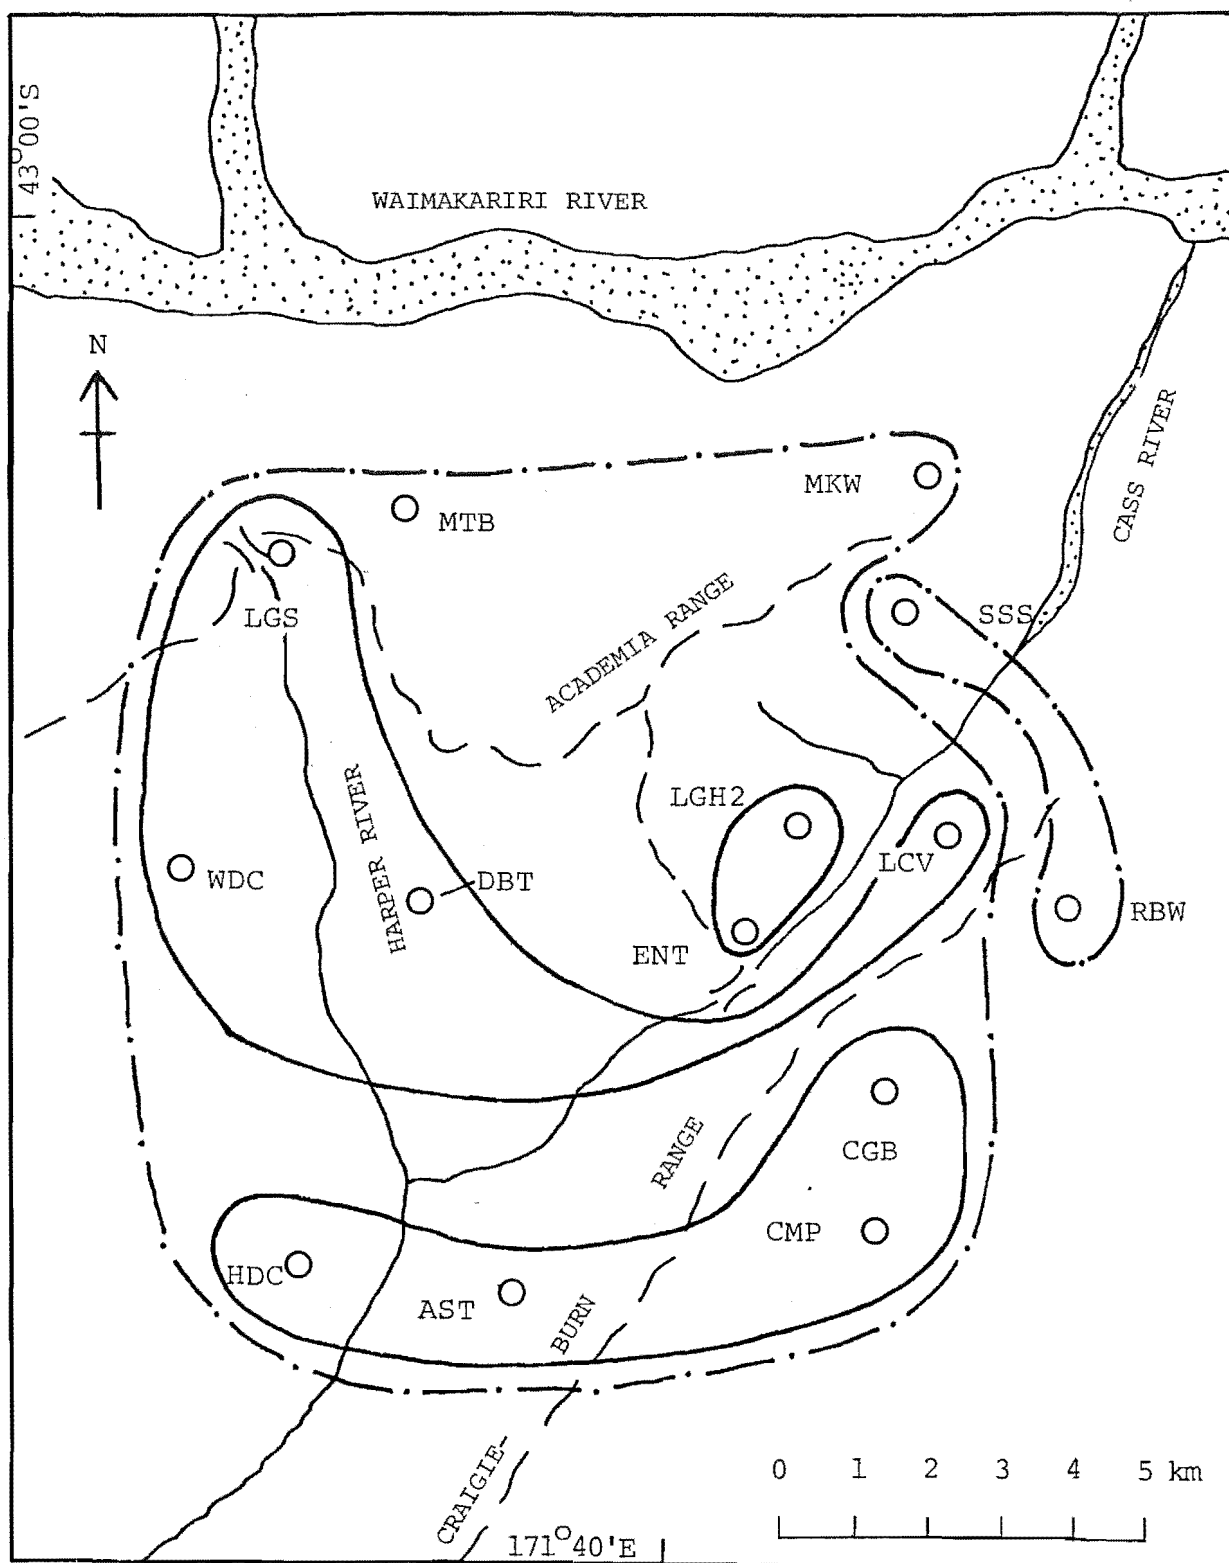 43°00'S
WAIMAKARIRI RIVER
N
CASS RIVER
MKW
MTB
ACADEMIA RANGE
SSS
LGS
HARPER RIVER
LGH2
LCV
WDC
DBT
RBW
ENT
CGB
RANGE
CMP
HDC
AST
BURN
CRAIGIE-
0 1 2 3 4 5 km
171°40'E